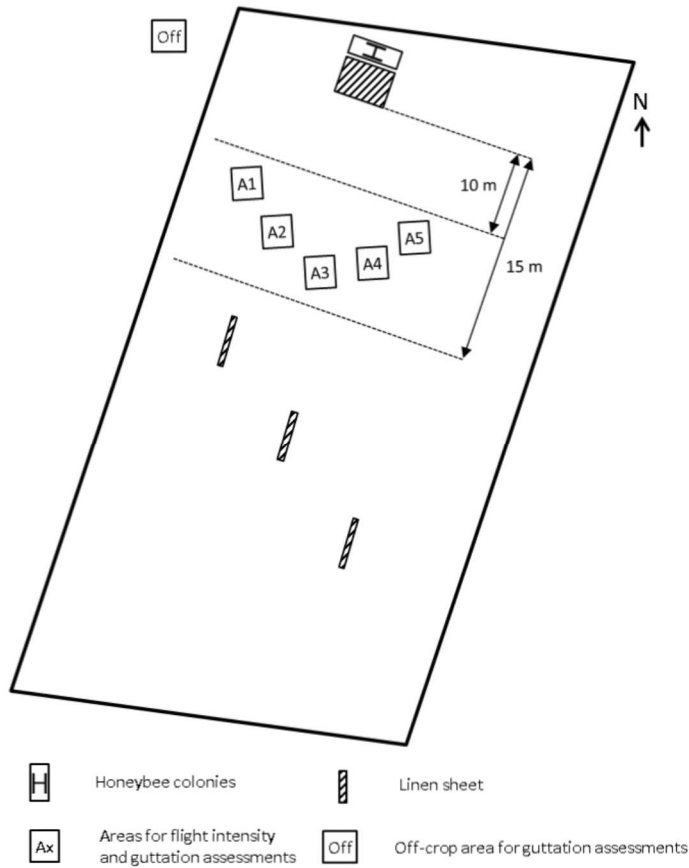 Off
H
N
10 m
A1
A2
A5
A3
A4
15 m
H Honeybee colonies
Linen sheet
Ax Areas for flight intensity
and guttation assessments
Off Off-crop area for guttation assessments